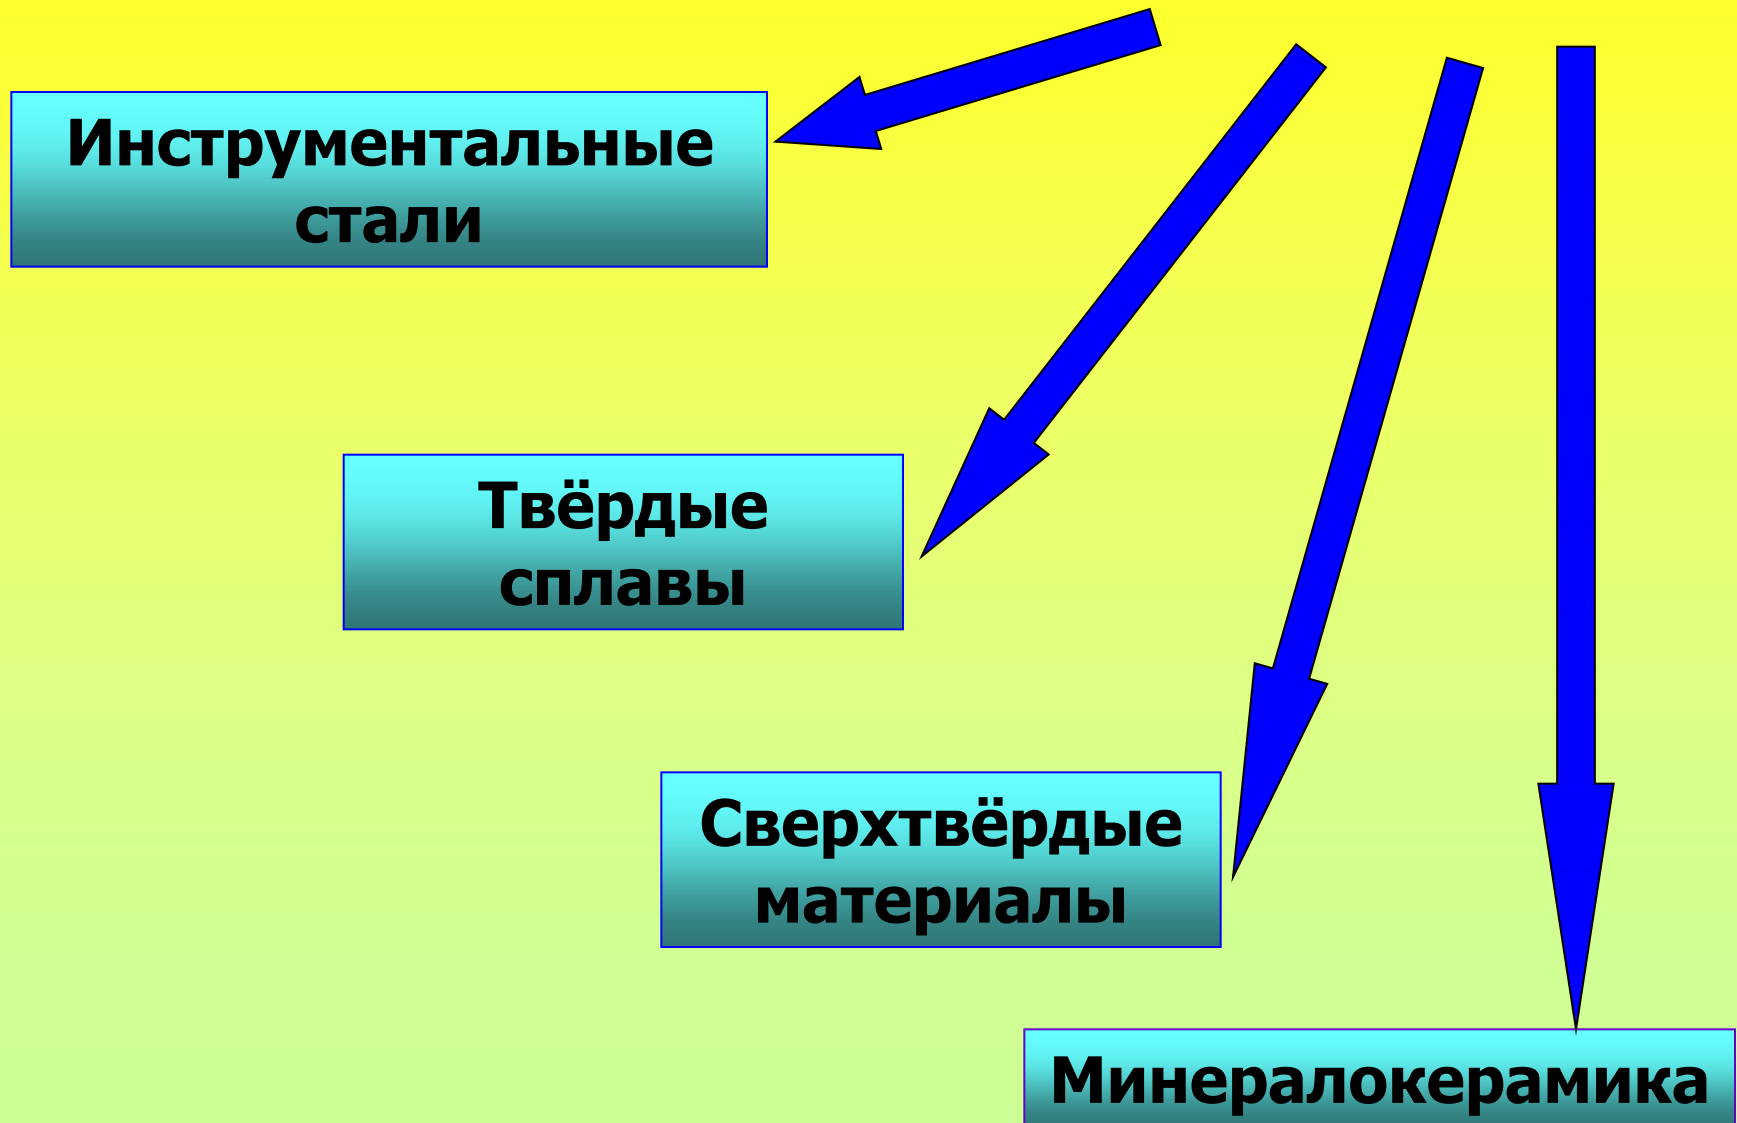 Инструментальные
стали
Твёрдые
сплавы
Сверхтвёрдые
материалы
Минералокерамика